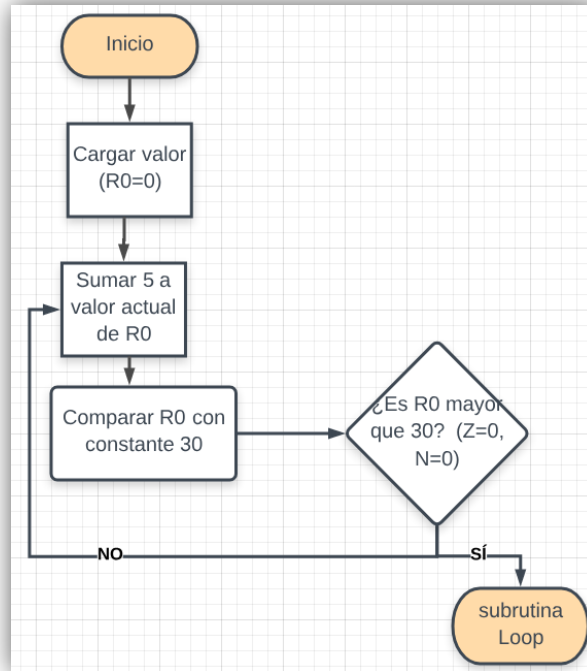 Inicio
Cargar valor
(R0=0)
Sumar 5 a
valor actual
de R0
Comparar R0 con
constante 30
¿Es R0 mayor
que 30? (Z=0,
N=0)
NO
SÍ
subrutina
Loop